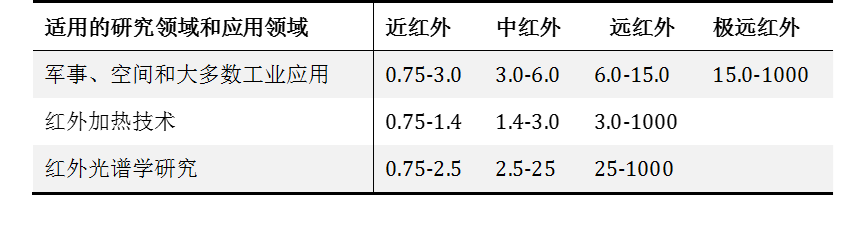 适用的研究领域和应用领域 近红外 中红外 远红外 极远红外
军事、空间和大多数工业应用 0.75-3.0 3.0-6.0 6.0-15.0 15.0-1000
红外加热技术 0.75-1.4 1.4-3.0 3.0-1000
红外光谱学研究 0.75-2.5 2.5-25 25-1000